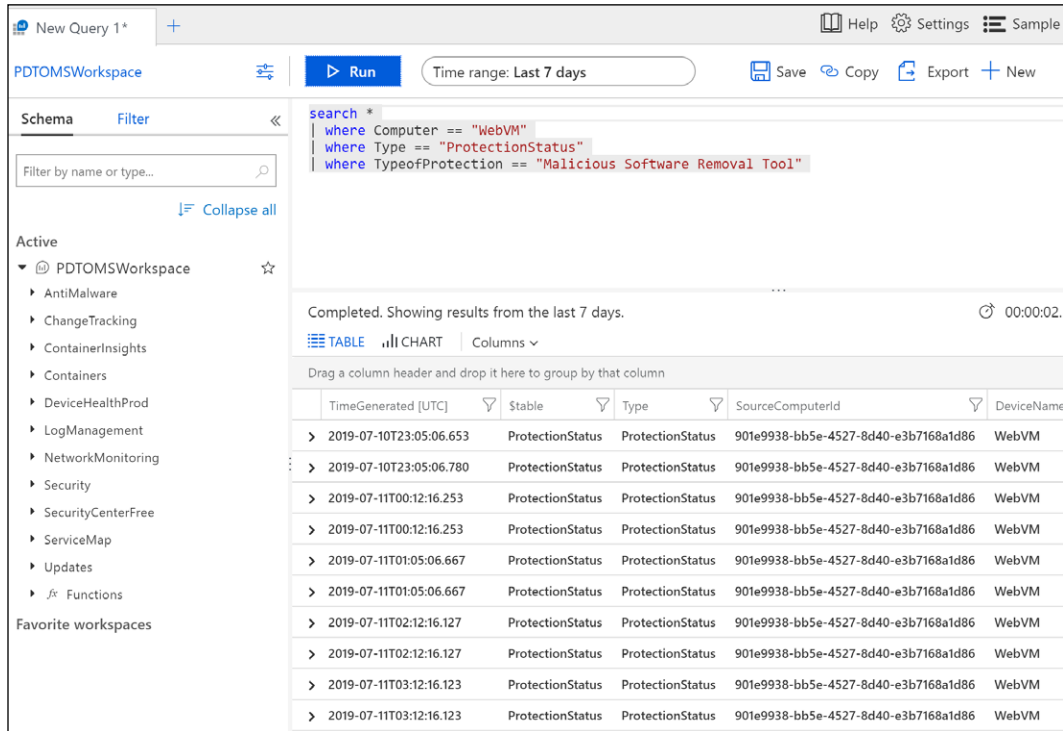 New Query 1* +
Help Settings Sample
PDTOMSWorkspace
Run
Time range: Last 7 days
Save Copy Export New
Schema Filter «
Filter by name or type...
Collapse all
Active
PDTOMSWorkspace
AntiMalware
ChangeTracking
ContainerInsights
Containers
DeviceHealthProd
LogManagement
NetworkMonitoring
Security
SecurityCenterFree
ServiceMap
Updates
fx Functions
Favorite workspaces
search *
| where Computer == "WebVM"
| where Type == "ProtectionStatus"
| where TypeofProtection == "Malicious Software Removal Tool"
...
Completed. Showing results from the last 7 days. 00:00:02.
TABLE CHART Columns
Drag a column header and drop it here to group by that column
TimeGenerated [UTC] $table Type SourceComputerId DeviceName
2019-07-10T23:05:06.653 ProtectionStatus ProtectionStatus 901e9938-bb5e-4527-8d40-e3b7168a1d86 WebVM
2019-07-10T23:05:06.780 ProtectionStatus ProtectionStatus 901e9938-bb5e-4527-8d40-e3b7168a1d86 WebVM
2019-07-11T00:12:16.253 ProtectionStatus ProtectionStatus 901e9938-bb5e-4527-8d40-e3b7168a1d86 WebVM
2019-07-11T00:12:16.253 ProtectionStatus ProtectionStatus 901e9938-bb5e-4527-8d40-e3b7168a1d86 WebVM
2019-07-11T01:05:06.667 ProtectionStatus ProtectionStatus 901e9938-bb5e-4527-8d40-e3b7168a1d86 WebVM
2019-07-11T01:05:06.667 ProtectionStatus ProtectionStatus 901e9938-bb5e-4527-8d40-e3b7168a1d86 WebVM
2019-07-11T02:12:16.127 ProtectionStatus ProtectionStatus 901e9938-bb5e-4527-8d40-e3b7168a1d86 WebVM
2019-07-11T02:12:16.127 ProtectionStatus ProtectionStatus 901e9938-bb5e-4527-8d40-e3b7168a1d86 WebVM
2019-07-11T03:12:16.123 ProtectionStatus ProtectionStatus 901e9938-bb5e-4527-8d40-e3b7168a1d86 WebVM
2019-07-11T03:12:16.123 ProtectionStatus ProtectionStatus 901e9938-bb5e-4527-8d40-e3b7168a1d86 WebVM